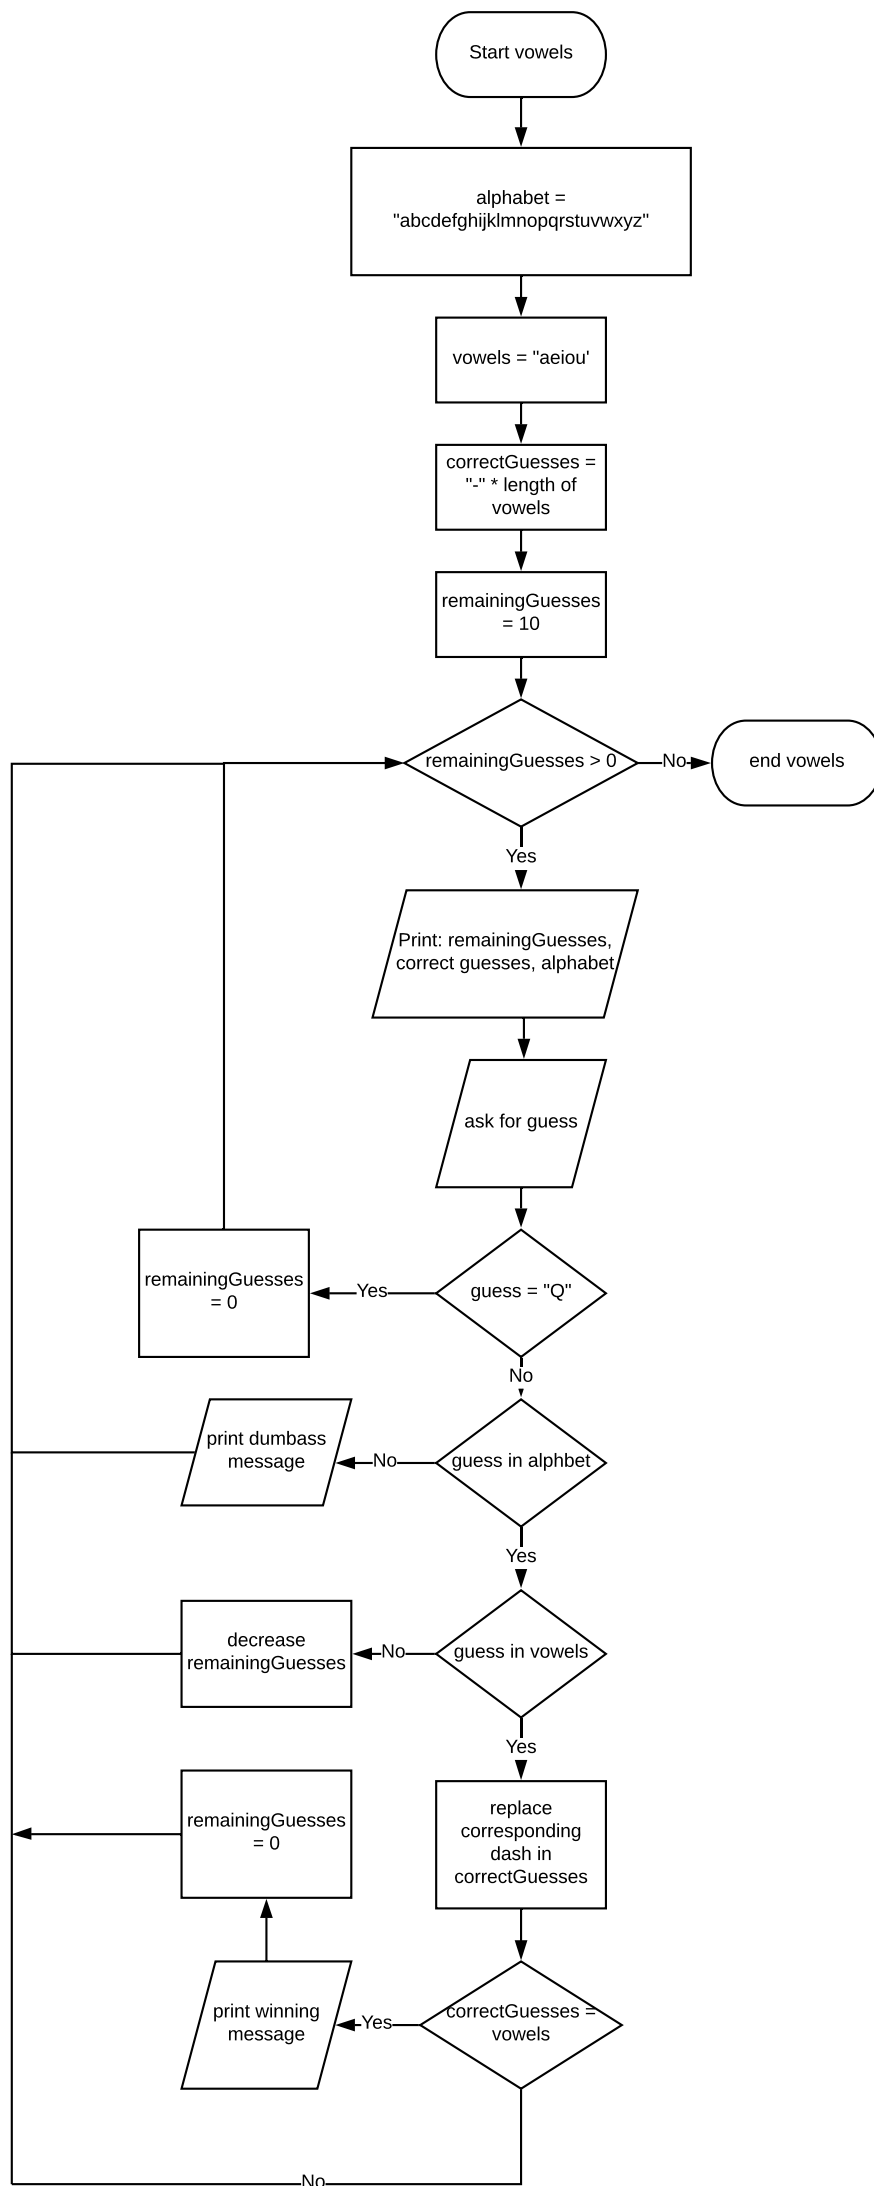 Start vowels
alphabet =
"abcdefghijklmnopqrstuvwxyz"
vowels = "aeiou'
correctGuesses =
"-" * length of
vowels
remainingGuesses
= 10
remainingGuesses > 0
No
end vowels
Yes
Print: remainingGuesses,
correct guesses, alphabet
ask for guess
guess = "Q"
Yes
remainingGuesses
= 0
No
guess in alphbet
No
print dumbass
message
Yes
guess in vowels
No
decrease
remainingGuesses
Yes
replace
corresponding
dash in
correctGuesses
remainingGuesses
= 0
correctGuesses =
vowels
Yes
print winning
message
No